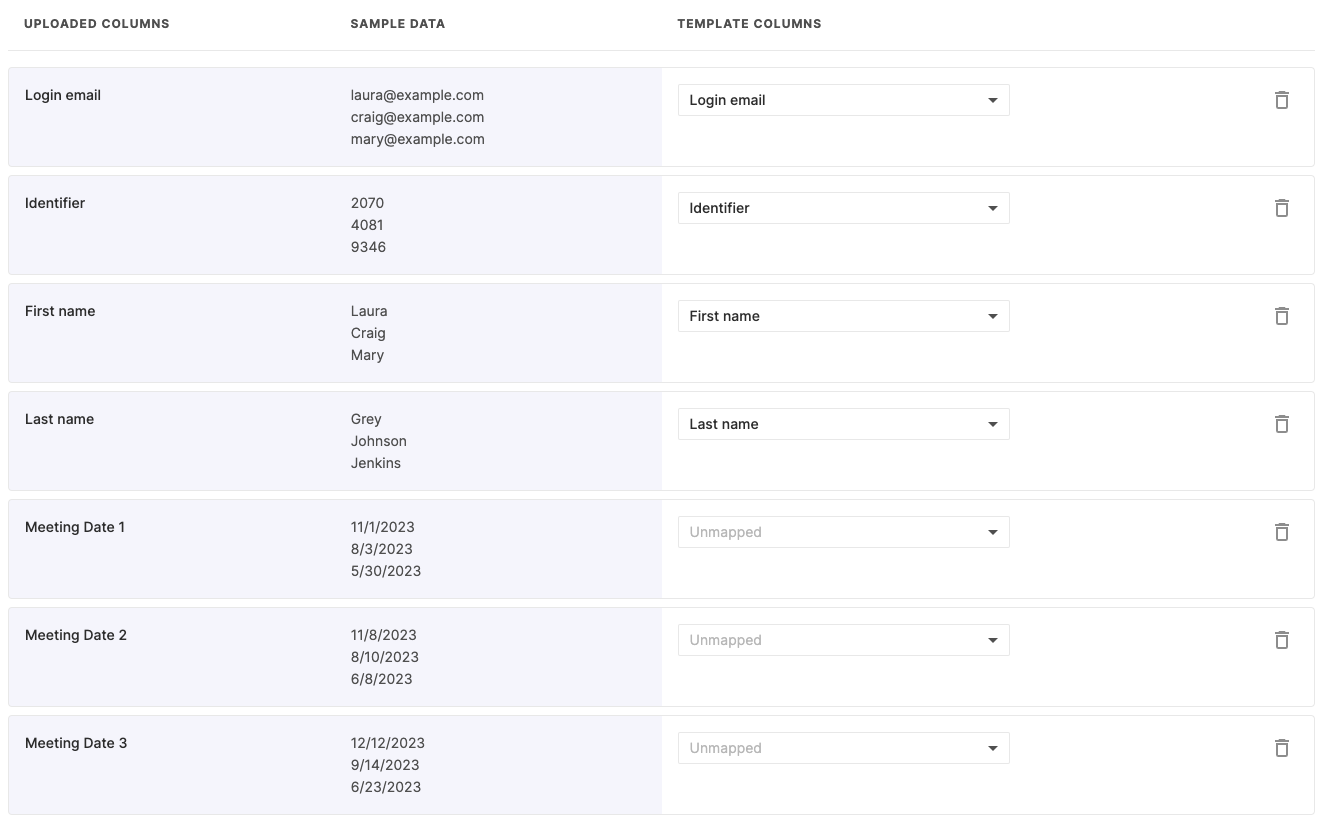 UPLOADED COLUMNS SAMPLE DATA TEMPLATE COLUMNS
Login email laura@example.com Login email
craig@example.com
mary@example.com
Identifier 2070 Identifier
4081
9346
First name Laura First name
Craig
Mary
Last name Grey Last name
Johnson
Jenkins
Meeting Date 1 11/1/2023 Unmapped
8/3/2023
5/30/2023
Meeting Date 2 11/8/2023 Unmapped
8/10/2023
6/8/2023
Meeting Date 3 12/12/2023 Unmapped
9/14/2023
6/23/2023